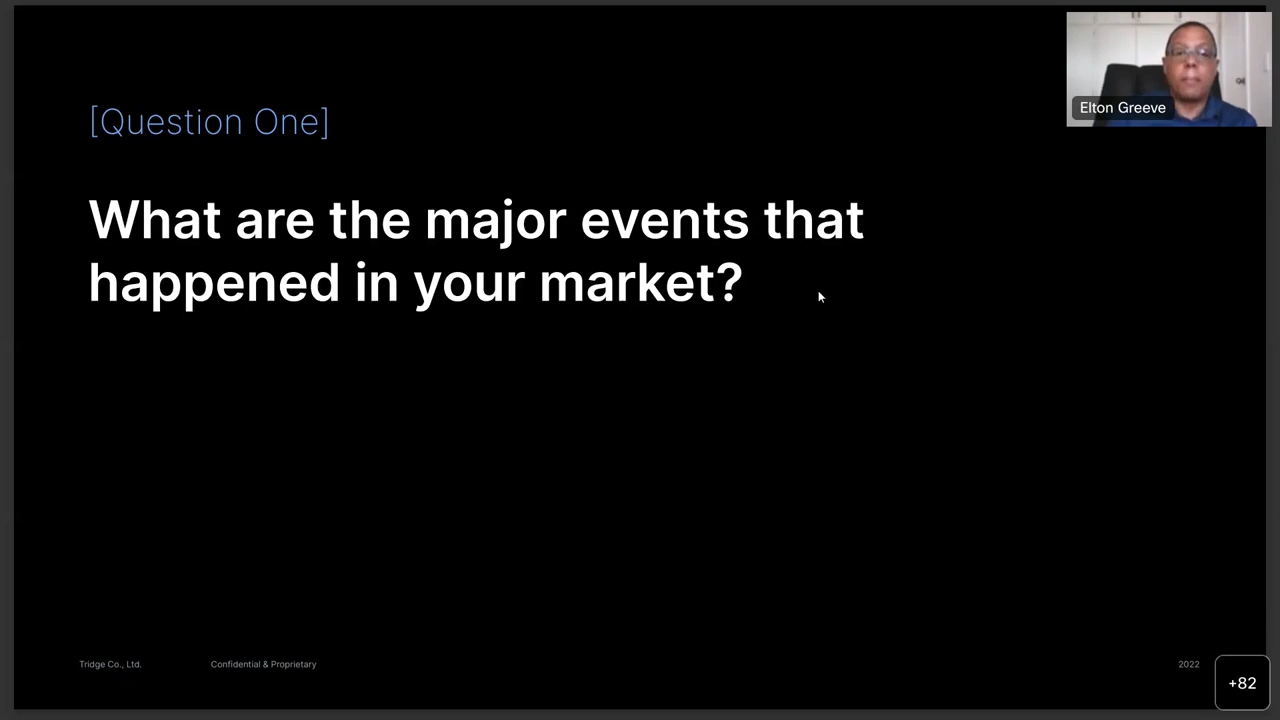 [Question One]
Elton Greeve
What are the major events that
happened in your market?
Tridge Co., Ltd.
Confidential & Proprietary
2022
+82